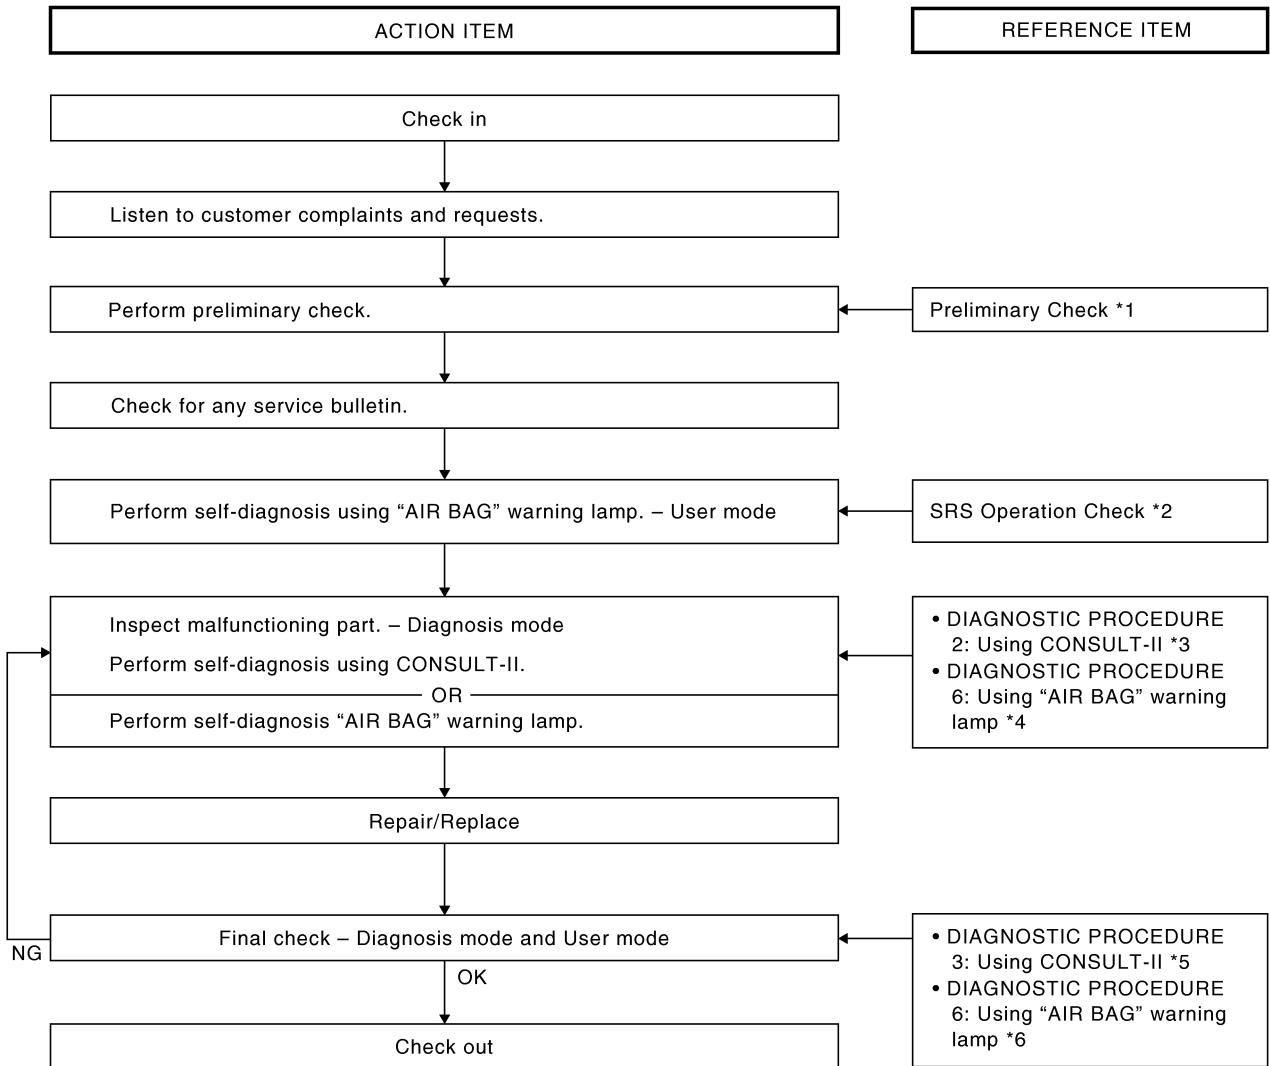 ACTION ITEM
REFERENCE ITEM
Check in
Listen to customer complaints and requests.
Perform preliminary check.
Preliminary Check *1
Check for any service bulletin.
Perform self-diagnosis using “AIR BAG” warning lamp. – User mode
SRS Operation Check *2
Inspect malfunctioning part. – Diagnosis mode
Perform self-diagnosis using CONSULT-II.
OR
Perform self-diagnosis “AIR BAG” warning lamp.
• DIAGNOSTIC PROCEDURE
2: Using CONSULT-II *3
• DIAGNOSTIC PROCEDURE
6: Using “AIR BAG” warning
lamp *4
Repair/Replace
Final check – Diagnosis mode and User mode
NG
OK
• DIAGNOSTIC PROCEDURE
3: Using CONSULT-II *5
• DIAGNOSTIC PROCEDURE
6: Using “AIR BAG” warning
lamp *6
Check out